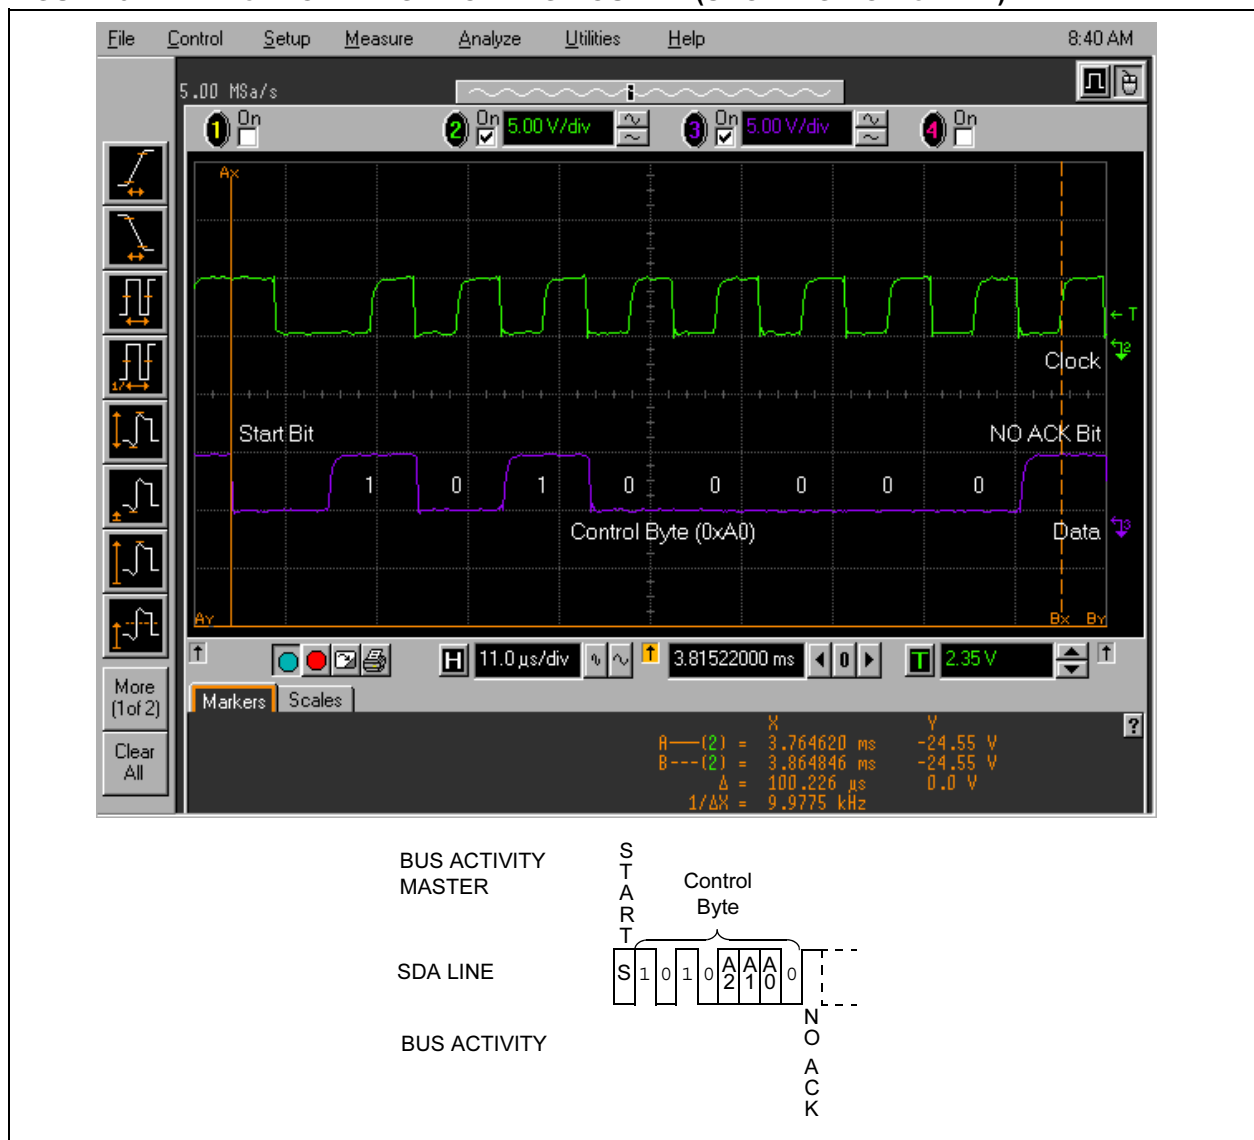 File Control Setup Measure Analyze Utilities Help 8:40 AM
5.00 MSa/s
1 On 2 On 5.00 V/div 3 On 5.00 V/div 4 On
Ax
T
2
Clock
Start Bit NO ACK Bit
1 0 1 0 0 0 0 0
Control Byte (0xA0) Data 3
Ay Bx By
H 11.0 µs/div 3.81522000 ms 0 T 2.35 V
More
(1 of 2)
Clear
All
Markers Scales ?
X Y
A——(2) = 3.764620 ms -24.55 V
B---(2) = 3.864846 ms -24.55 V
Δ = 100.226 µs 0.0 V
1/ΔX = 9.9775 kHz
BUS ACTIVITY
MASTER
START
Control
Byte
SDA LINE
S 1 0 1 0 A2 A1 A0 0
BUS ACTIVITY
NO ACK